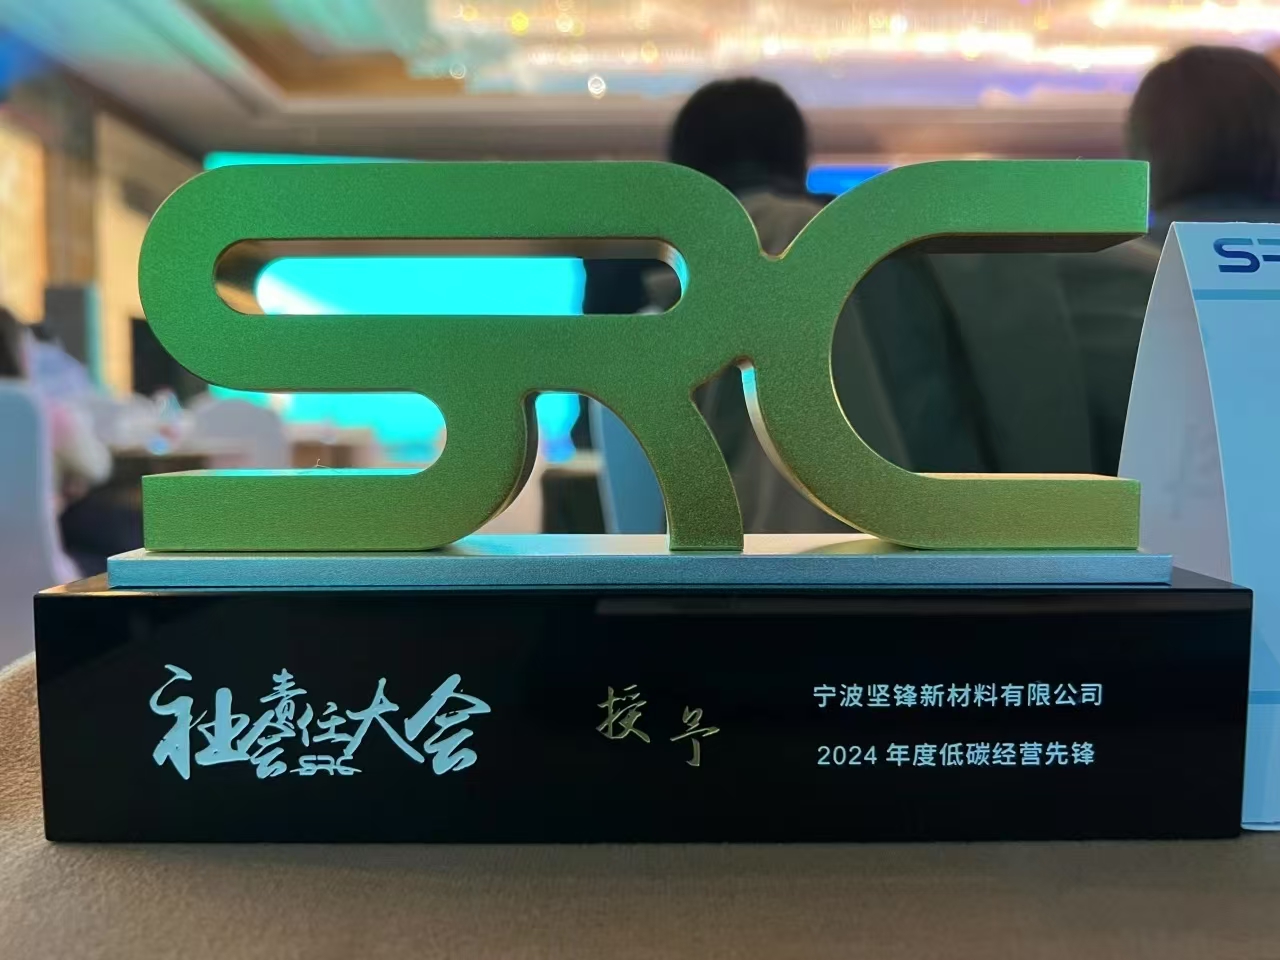 SRC
社会责任大会
SRC
授予
宁波坚锋新材料有限公司
2024 年度低碳经营先锋